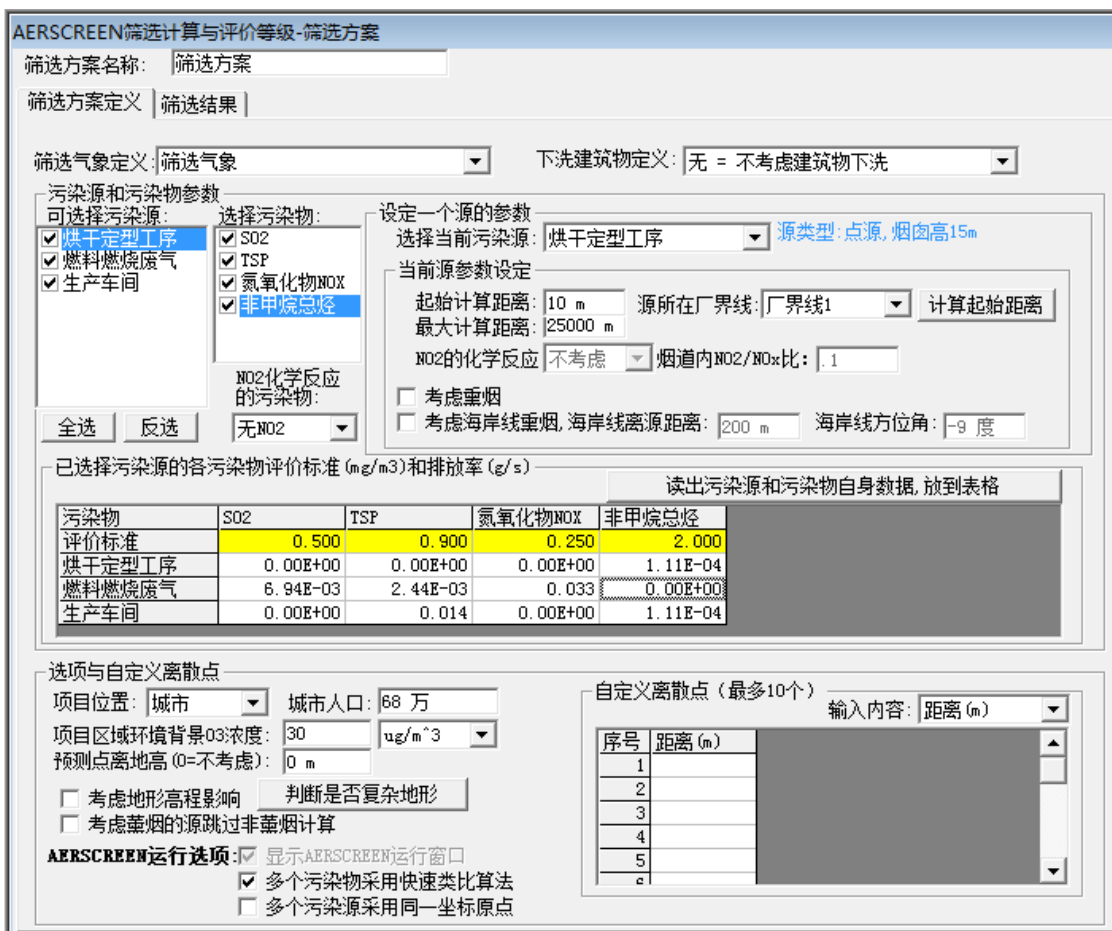 AERSCREEN筛选计算与评价等级-筛选方案
筛选方案名称: 筛选方案
筛选方案定义 筛选结果
筛选气象定义: 筛选气象 下洗建筑物定义: 无 = 不考虑建筑物下洗
污染源和污染物参数
可选择污染源: 选择污染物:
烘干定型工序 SO2
燃料燃烧废气 TSP
生产车间 氮氧化物NOX
非甲烷总烃
NO2化学反应
的污染物:
全选 反选 无NO2
设定一个源的参数
选择当前污染源: 烘干定型工序 源类型:点源,烟囱高15m
当前源参数设定
起始计算距离: 10 m 源所在厂界线: 厂界线1 计算起始距离
最大计算距离: 25000 m
NO2的化学反应 不考虑 烟道内NO2/NOx比: .1
考虑重烟
考虑海岸线重烟,海岸线离源距离: 200 m 海岸线方位角: -9 度
已选择污染源的各污染物评价标准(mg/m3)和排放率(g/s)
读出污染源和污染物自身数据,放到表格
污染物 SO2 TSP 氮氧化物NOX 非甲烷总烃
评价标准 0.500 0.900 0.250 2.000
烘干定型工序 0.00E+00 0.00E+00 0.00E+00 1.11E-04
燃料燃烧废气 6.94E-03 2.44E-03 0.033 0.00E+00
生产车间 0.00E+00 0.014 0.00E+00 1.11E-04
选项与自定义离散点
项目位置: 城市 城市人口: 68 万
项目区域环境背景O3浓度: 30 ug/m^3
预测点离地高(0=不考虑): 0 m
考虑地形高程影响 判断是否复杂地形
考虑薰烟的源跳过非薰烟计算
AERSCREEN运行选项: 显示AERSCREEN运行窗口
多个污染物采用快速类比算法
多个污染源采用同一坐标原点
自定义离散点(最多10个)
输入内容: 距离(m)
序号 距离(m)
1
2
3
4
5